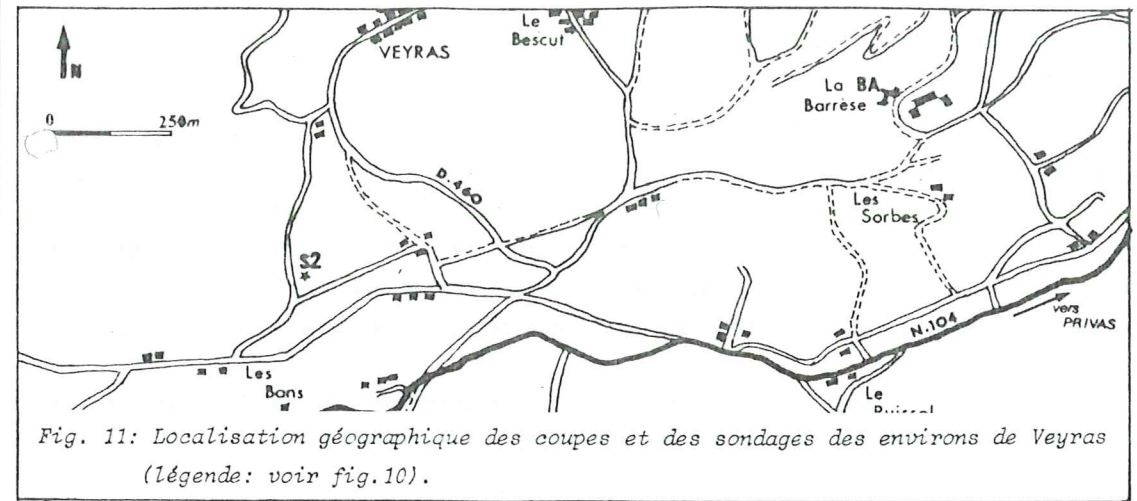 Le
Bescut
VEYRAS
N
La BA
Barrèse
0 250m
D.460
Les
Sorbes
S2
vers
PRIVAS
N.104
Les
Bans
Le
Fig. 11: Localisation géographique des coupes et des sondages des environs de Veyras
(légende: voir fig.10).